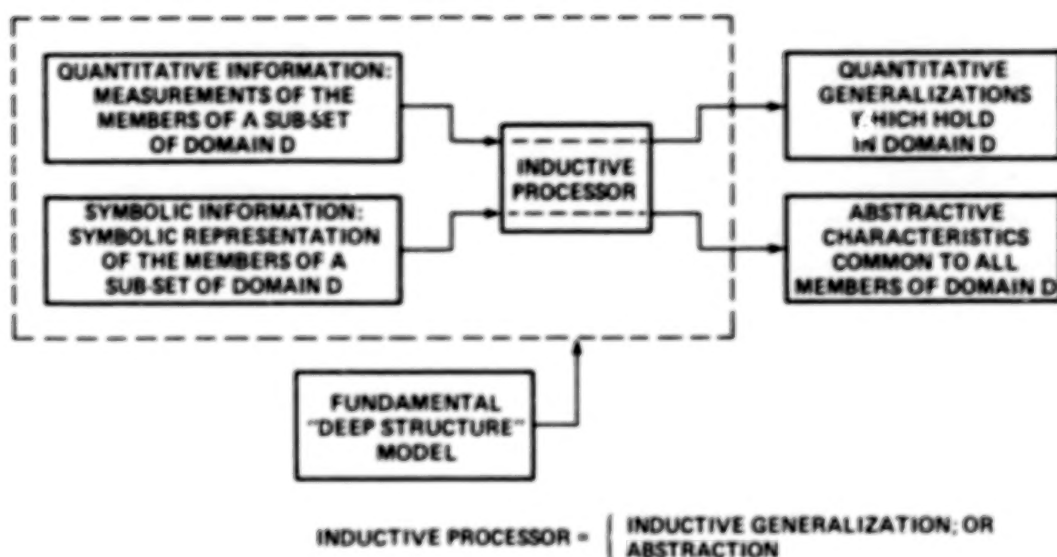 QUANTITATIVE INFORMATION:
MEASUREMENTS OF THE
MEMBERS OF A SUB-SET
OF DOMAIN D
SYMBOLIC INFORMATION:
SYMBOLIC REPRESENTATION
OF THE MEMBERS OF A
SUB-SET OF DOMAIN D
INDUCTIVE
PROCESSOR
QUANTITATIVE
GENERALIZATIONS
WHICH HOLD
IN DOMAIN D
ABSTRACTIVE
CHARACTERISTICS
COMMON TO ALL
MEMBERS OF DOMAIN D
FUNDAMENTAL
"DEEP STRUCTURE"
MODEL
INDUCTIVE PROCESSOR = { INDUCTIVE GENERALIZATION; OR
ABSTRACTION